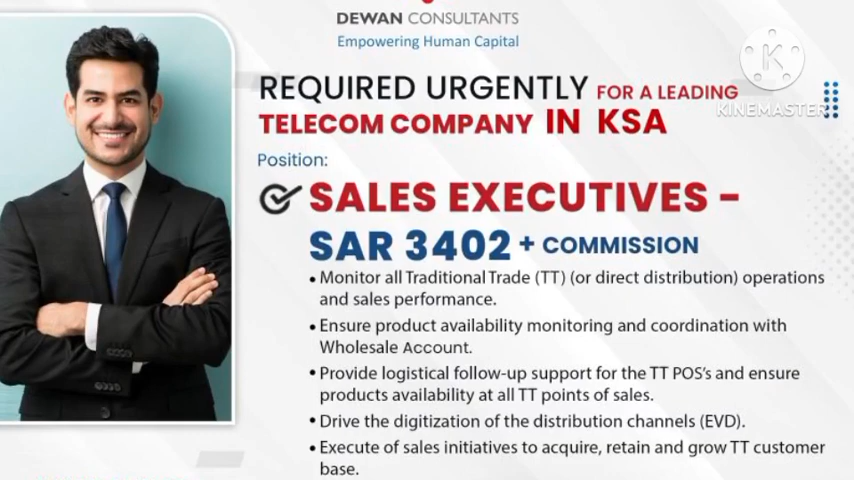 DEWAN CONSULTANTS
Empowering Human Capital
REQUIRED URGENTLY FOR A LEADING
TELECOM COMPANY IN KSA
K
KINEMASTER
Position:
SALES EXECUTIVES -
SAR 3402 + COMMISSION
• Monitor all Traditional Trade (TT) (or direct distribution) operations
and sales performance.
• Ensure product availability monitoring and coordination with
Wholesale Account.
• Provide logistical follow-up support for the TT POS's and ensure
products availability at all TT points of sales.
• Drive the digitization of the distribution channels (EVD).
• Execute of sales initiatives to acquire, retain and grow TT customer
base.